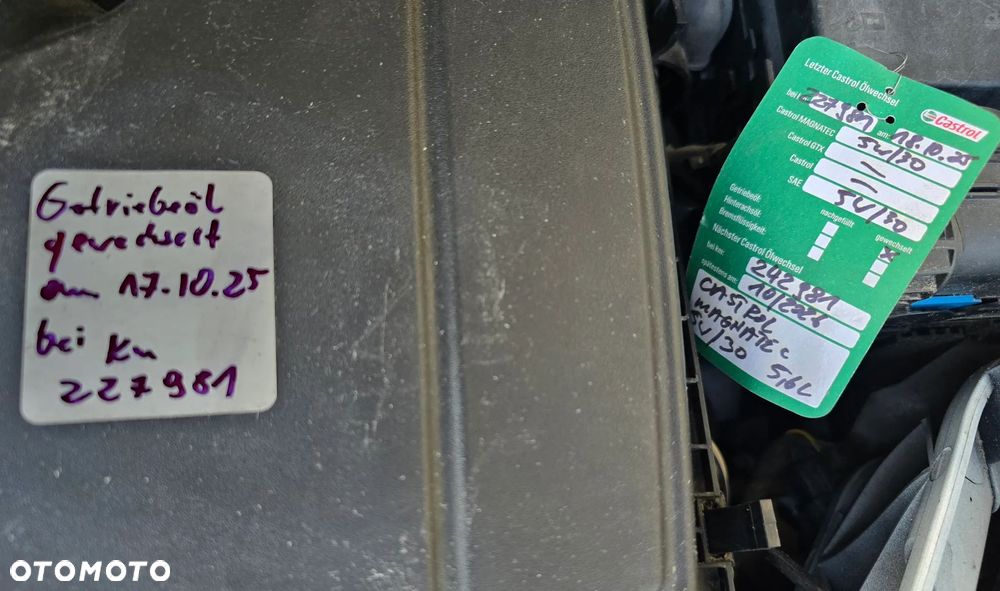 Getriebeöl
gewechselt
am 17.10.25
bei Km
227981
Letzter Castrol Ölwechsel
bei 227981 am: 18.10.25
Castrol
Castrol MAGNATEC 5W/30
Castrol GTX —
Castrol —
SAE 5W/30
nachgefüllt gewechselt
Getriebeöl:
Hinterachsöl:
Bremsflüssigkeit:
Nächster Castrol Ölwechsel
bei km: 242981
spätestens am: 10/2026
CASTROL
MAGNATEC
5W/30 5,6L
OTOMOTO